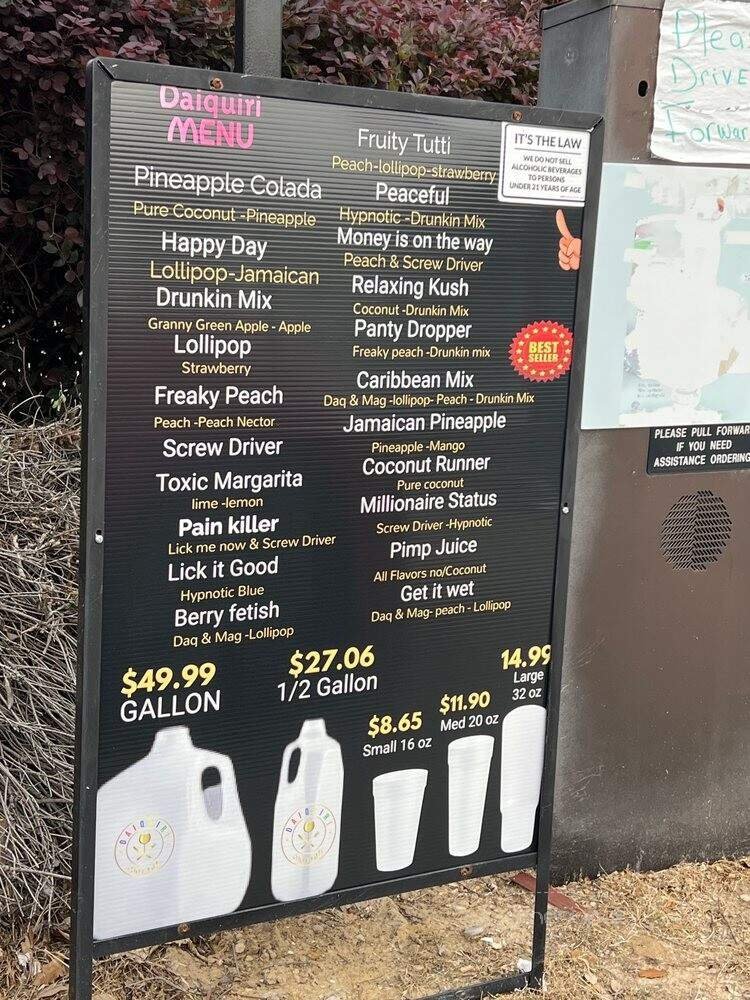 Daiquiri
MENU
Pineapple Colada
Pure Coconut -Pineapple
Happy Day
Lollipop-Jamaican
Drunkin Mix
Granny Green Apple - Apple
Lollipop
Strawberry
Freaky Peach
Peach -Peach Nector
Screw Driver
Toxic Margarita
lime -lemon
Pain killer
Lick me now & Screw Driver
Lick it Good
Hypnotic Blue
Berry fetish
Daq & Mag -Lollipop
Fruity Tutti
Peach-lollipop-strawberry
Peaceful
Hypnotic -Drunkin Mix
Money is on the way
Peach & Screw Driver
Relaxing Kush
Coconut -Drunkin Mix
Panty Dropper
Freaky peach -Drunkin mix
Caribbean Mix
Daq & Mag -lollipop- Peach - Drunkin Mix
Jamaican Pineapple
Pineapple -Mango
Coconut Runner
Pure coconut
Millionaire Status
Screw Driver -Hypnotic
Pimp Juice
All Flavors no/Coconut
Get it wet
Daq & Mag- peach - Lollipop
IT'S THE LAW
WE DO NOT SELL
ALCOHOLIC BEVERAGES
TO PERSONS
UNDER 21 YEARS OF AGE
BEST
SELLER
$49.99
GALLON
$27.06
1/2 Gallon
$8.65
Small 16 oz
$11.90
Med 20 oz
14.99
Large
32 oz
Plea
Drive
Forwar
PLEASE PULL FORWAR
IF YOU NEED
ASSISTANCE ORDERING